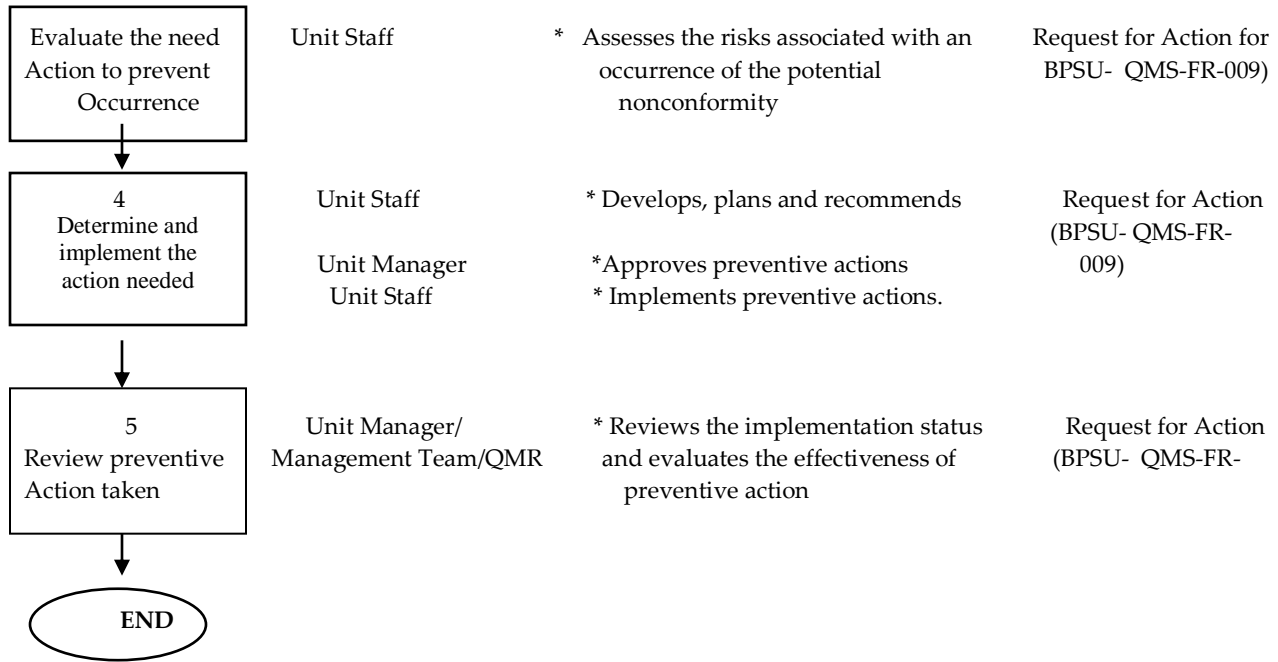 Evaluate the need Unit Staff * Assesses the risks associated with an Request for Action for
Action to prevent occurrence of the potential BPSU- QMS-FR-009)
Occurrence nonconformity
4 Unit Staff * Develops, plans and recommends Request for Action
Determine and (BPSU- QMS-FR-
implement the Unit Manager *Approves preventive actions 009)
action needed Unit Staff * Implements preventive actions.
5 Unit Manager/ * Reviews the implementation status Request for Action
Review preventive Management Team/QMR and evaluates the effectiveness of (BPSU- QMS-FR-
Action taken preventive action
END